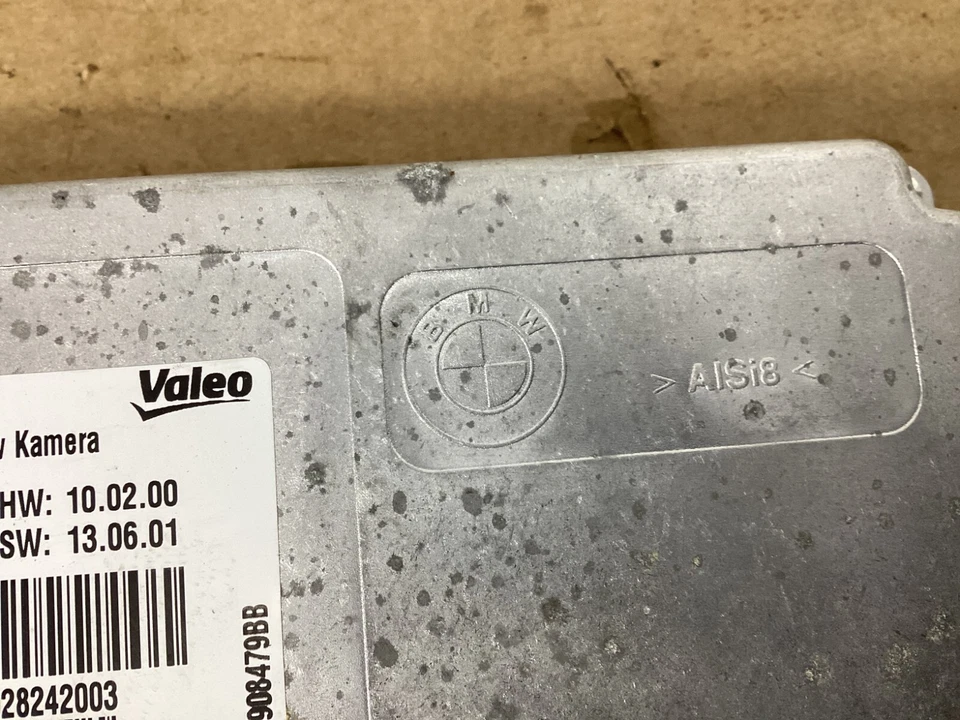 BMW
> AlSi8 <
Valeo
Kamera
HW: 10.02.00
SW: 13.06.01
28242003
908479BB